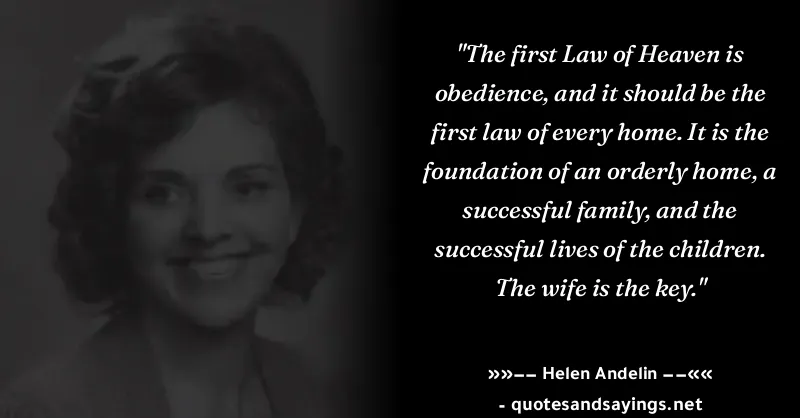 "The first Law of Heaven is
obedience, and it should be the
first law of every home. It is the
foundation of an orderly home, a
successful family, and the
successful lives of the children.
The wife is the key."
»»−− Helen Andelin −−««
- quotesandsayings.net